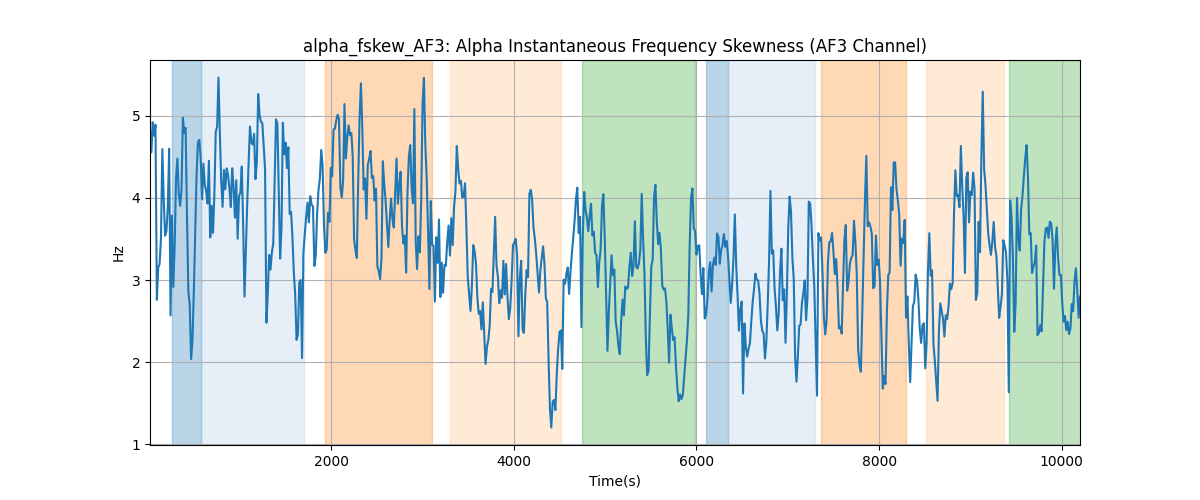 alpha_fskew_AF3: Alpha Instantaneous Frequency Skewness (AF3 Channel)
5
4
3
2
1
Hz
2000 4000 6000 8000 10000
Time(s)